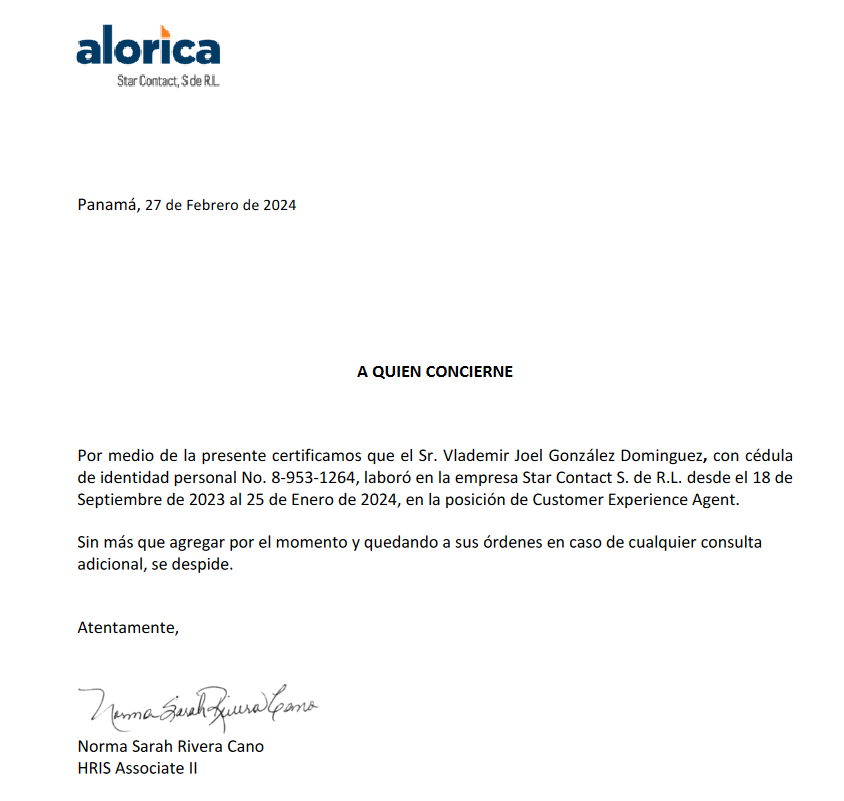 alorica
Star Contact, S de R.L.
Panamá, 27 de Febrero de 2024
A QUIEN CONCIERNE
Por medio de la presente certificamos que el Sr. Vlademir Joel González Dominguez, con cédula
de identidad personal No. 8-953-1264, laboró en la empresa Star Contact S. de R.L. desde el 18 de
Septiembre de 2023 al 25 de Enero de 2024, en la posición de Customer Experience Agent.
Sin más que agregar por el momento y quedando a sus órdenes en caso de cualquier consulta
adicional, se despide.
Atentamente,
Norma Sarah Rivera Cano
Norma Sarah Rivera Cano
HRIS Associate II